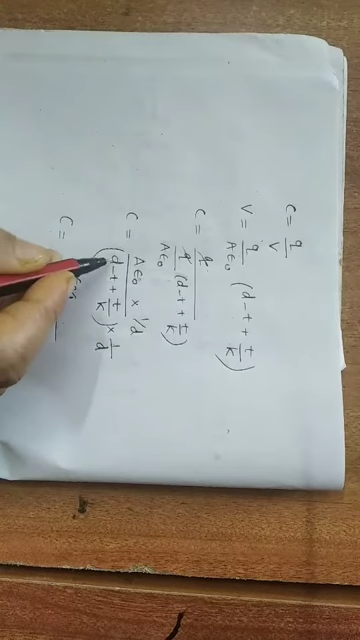 C = q/V
V = q/Aϵ₀ (d - t + t/K)
C = q / q/Aϵ₀ (d - t + t/K)
C = Aϵ₀ × 1/d / (d - t + t/K) × 1/d
C =